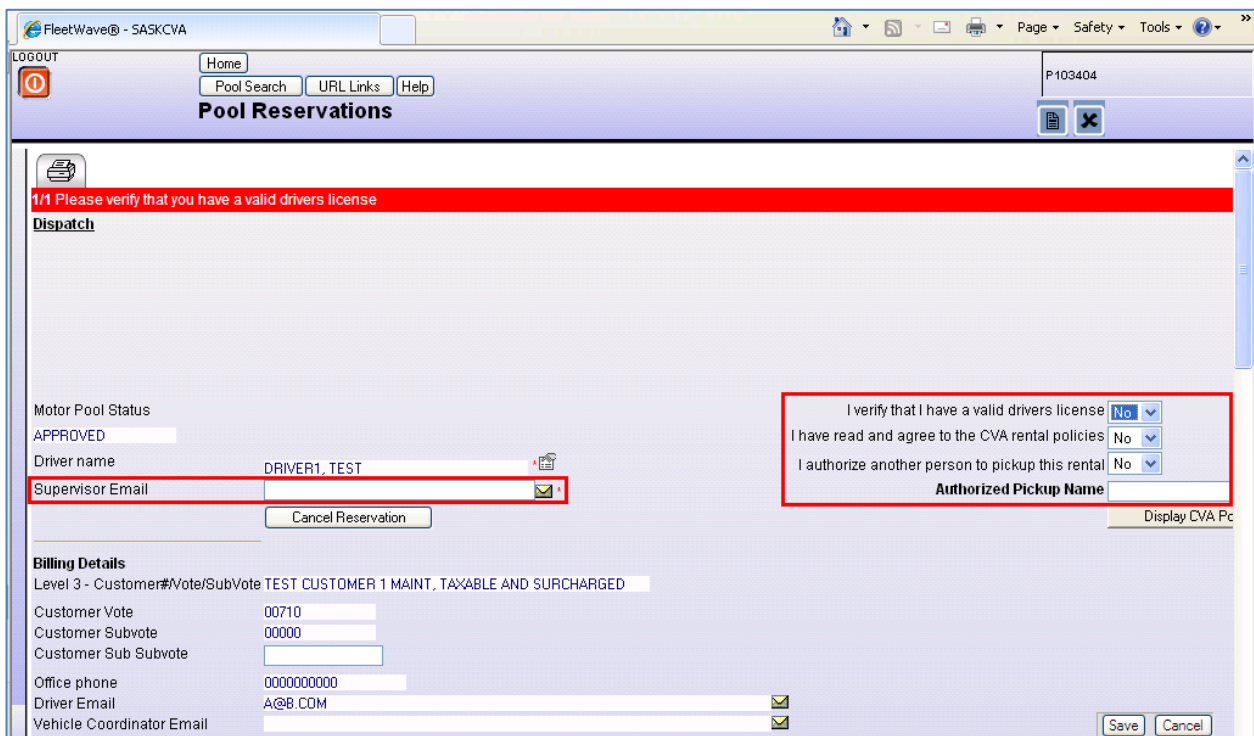 FleetWave® - SASKCVA
Page Safety Tools
LOGOUT
Home
Pool Search URL Links Help
P103404
Pool Reservations
1/1 Please verify that you have a valid drivers license
Dispatch
Motor Pool Status
I verify that I have a valid drivers license No
APPROVED
I have read and agree to the CVA rental policies No
Driver name DRIVER1, TEST *
I authorize another person to pickup this rental No
Supervisor Email *
Authorized Pickup Name
Cancel Reservation
Display CVA Po
Billing Details
Level 3 - Customer#/Vote/SubVote TEST CUSTOMER 1 MAINT, TAXABLE AND SURCHARGED
Customer Vote 00710
Customer Subvote 00000
Customer Sub Subvote
Office phone 0000000000
Driver Email A@B.COM
Vehicle Coordinator Email
Save Cancel